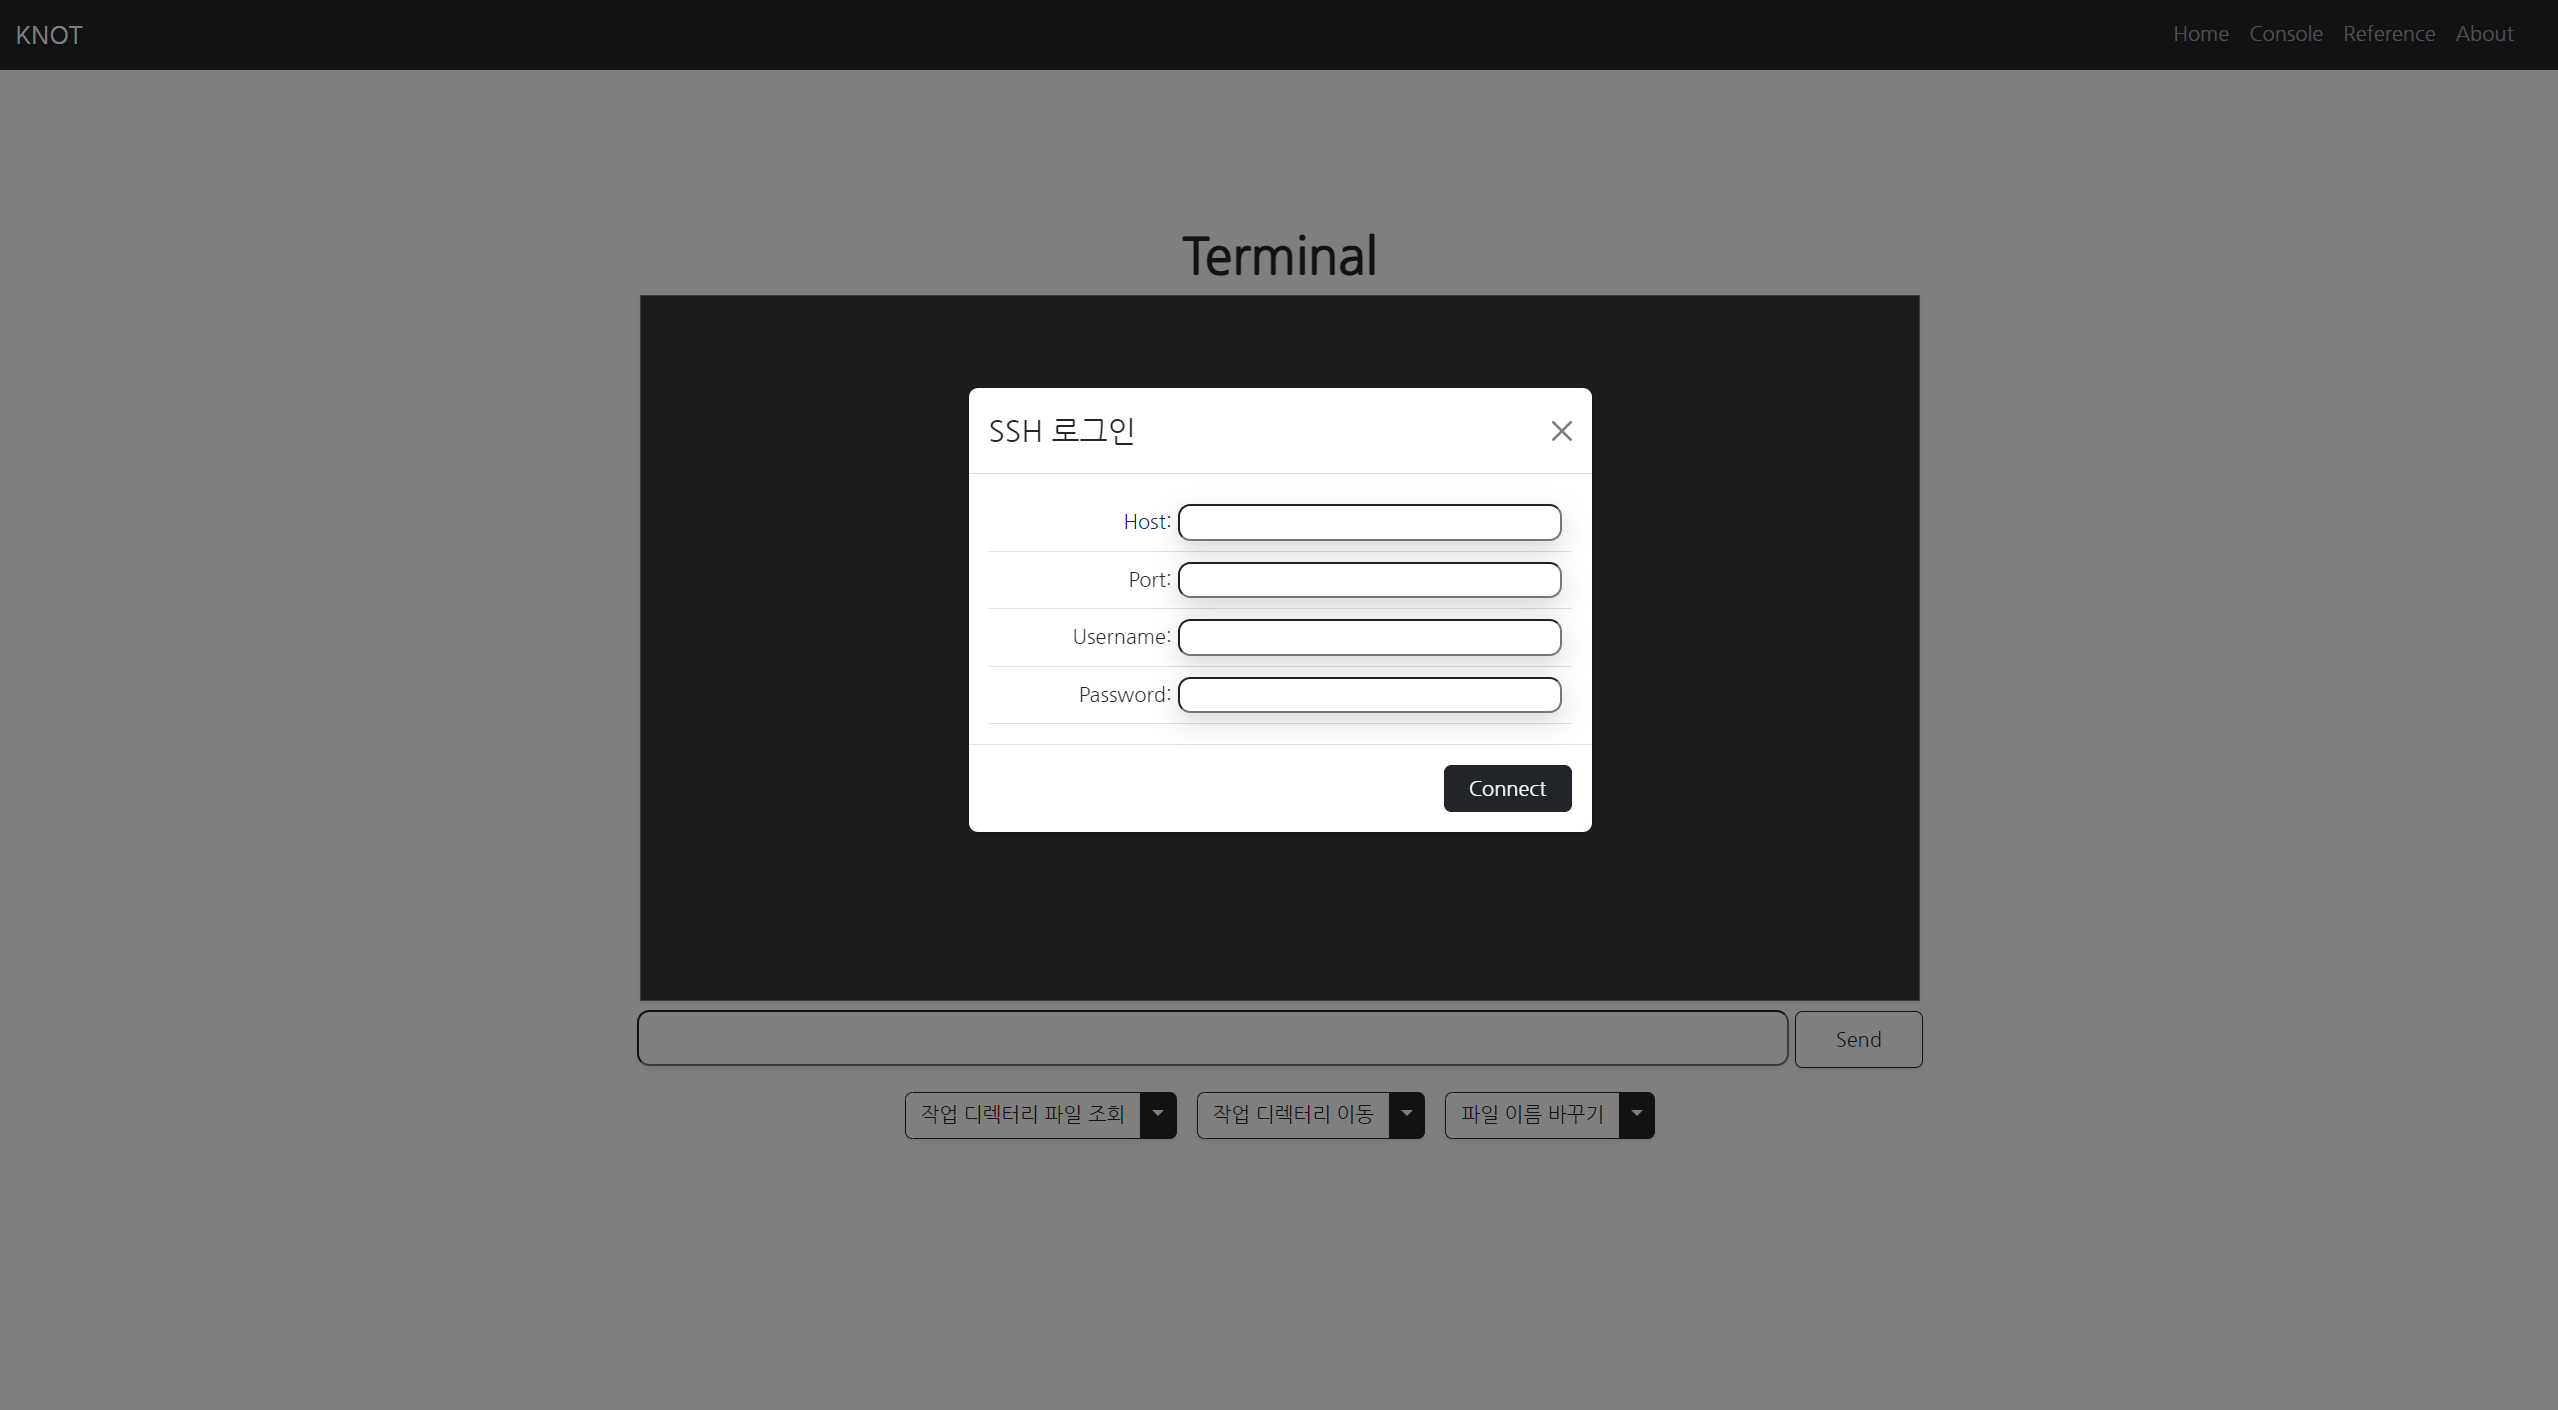 KNOT
Home Console Reference About
Terminal
SSH 로그인
Host:
Port:
Username:
Password:
Connect
Send
작업 디렉터리 파일 조회
작업 디렉터리 이동
파일 이름 바꾸기